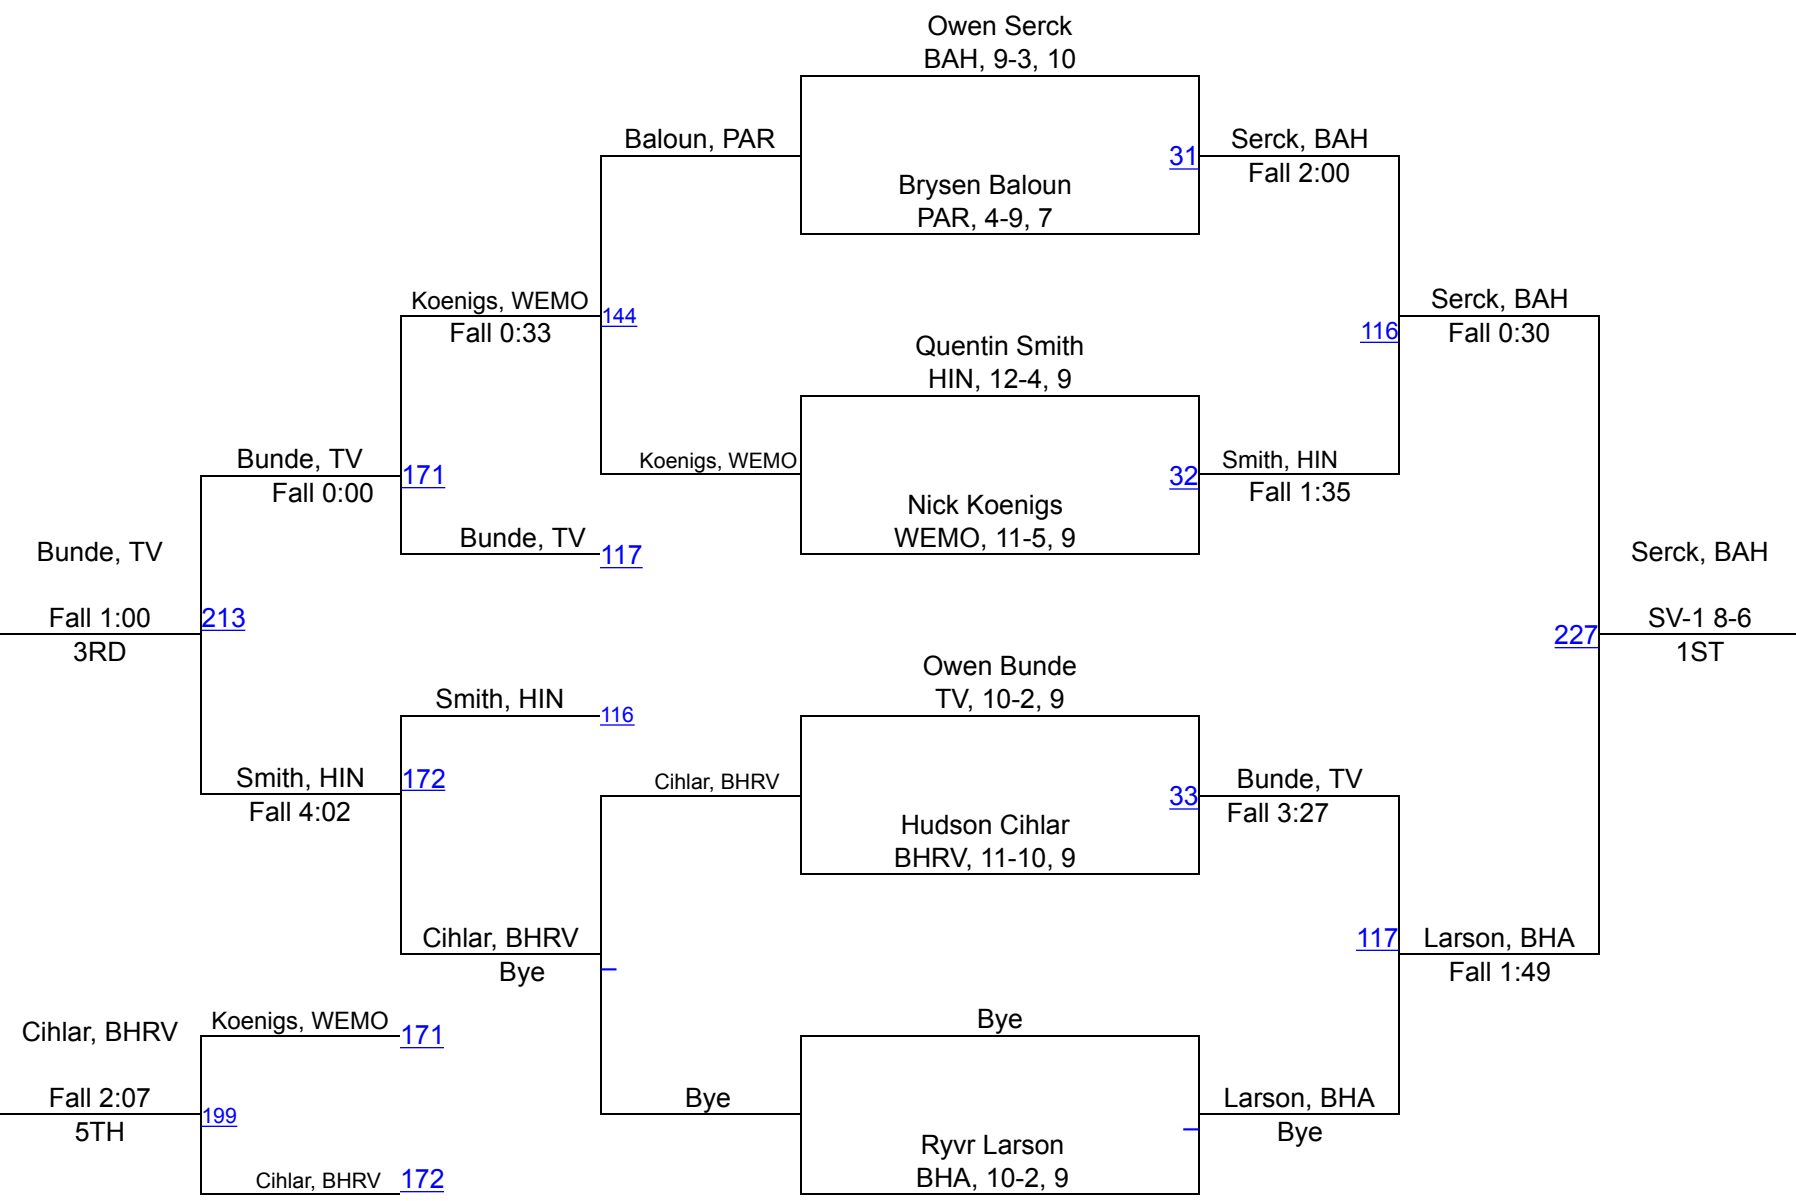 Owen Serck
BAH, 9-3, 10
Baloun, PAR
31
Serck, BAH
Fall 2:00
Brysen Baloun
PAR, 4-9, 7
Koenigs, WEMO
Fall 0:33
144
Serck, BAH
Fall 0:30
116
Quentin Smith
HIN, 12-4, 9
Bunde, TV
Fall 0:00
171
Koenigs, WEMO
32
Smith, HIN
Fall 1:35
Nick Koenigs
WEMO, 11-5, 9
Bunde, TV
117
Bunde, TV
Fall 1:00
3RD
213
Serck, BAH
SV-1 8-6
1ST
227
Owen Bunde
TV, 10-2, 9
Smith, HIN
116
Smith, HIN
Fall 4:02
172
Cihlar, BHRV
33
Bunde, TV
Fall 3:27
Hudson Cihlar
BHRV, 11-10, 9
Cihlar, BHRV
Bye
117
Larson, BHA
Fall 1:49
Cihlar, BHRV
Fall 2:07
5TH
Koenigs, WEMO
171
199
Cihlar, BHRV
172
Bye
Bye
Larson, BHA
Bye
Ryvr Larson
BHA, 10-2, 9